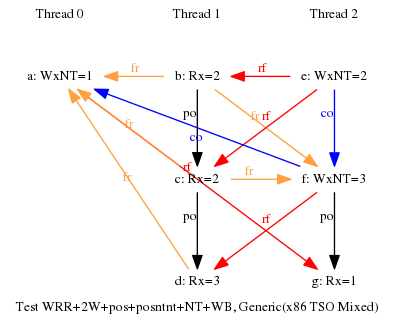 Thread 0 Thread 1 Thread 2
a: WxNT=1 fr b: Rx=2 rf e: WxNT=2
po fr rf co
fr co
c: Rx=2 fr f: WxNT=3
rf
fr
po rf po
d: Rx=3 g: Rx=1
Test WRR+2W+pos+posntnt+NT+WB, Generic(x86 TSO Mixed)